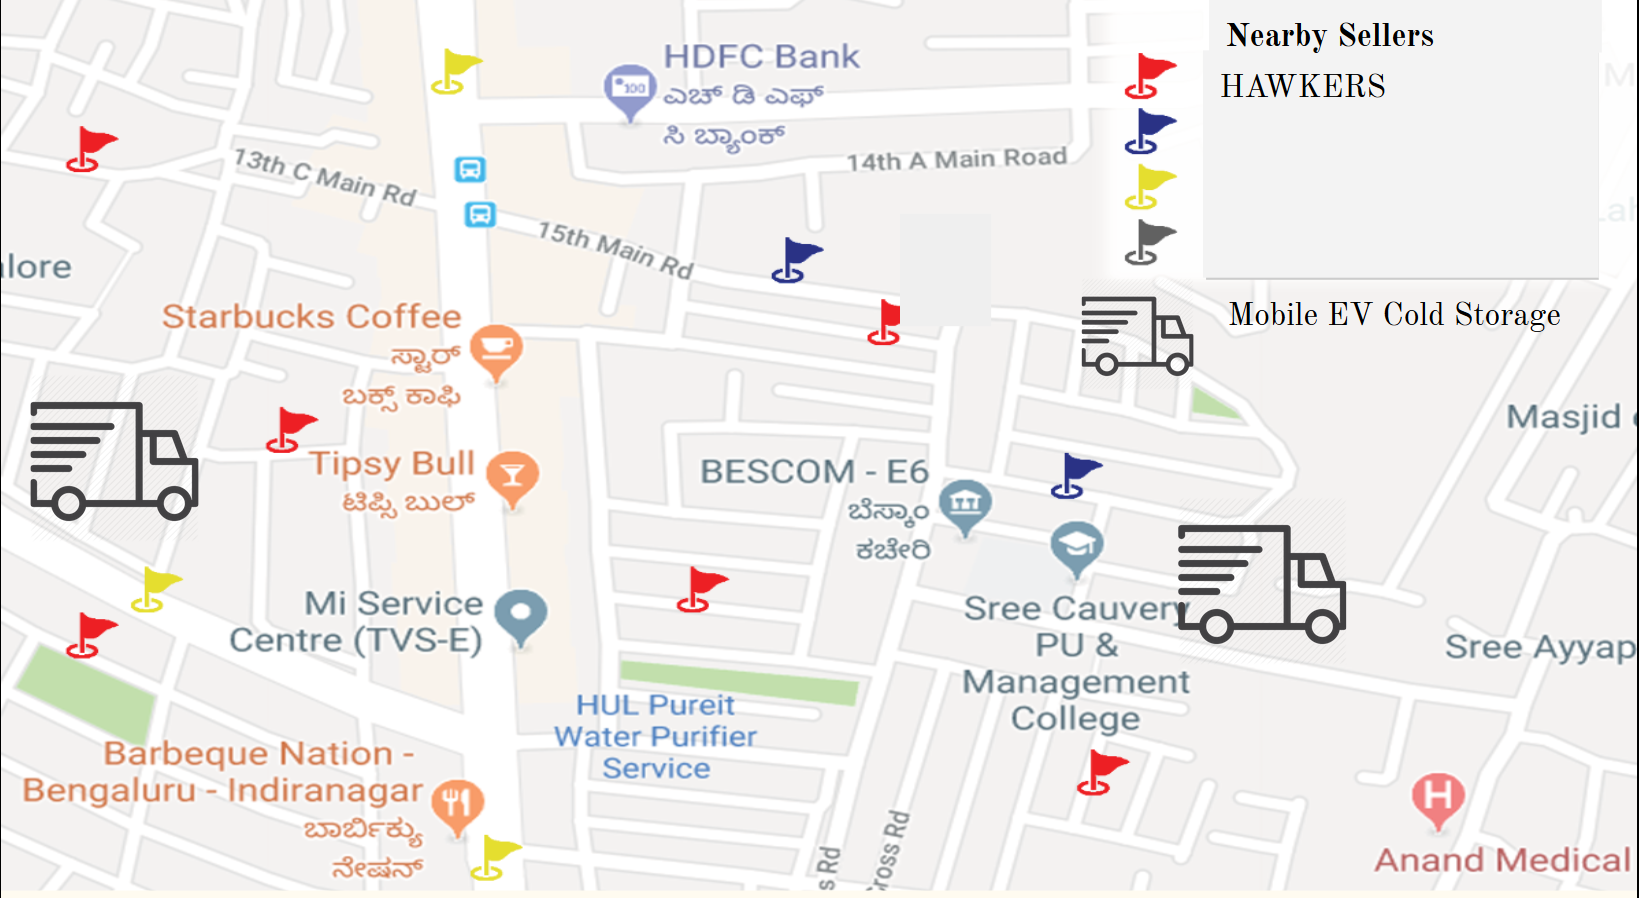 Nearby Sellers
HAWKERS
Mobile EV Cold Storage
HDFC Bank
ಎಚ್ ಡಿ ಎಫ್
ಸಿ ಬ್ಯಾಂಕ್
100
13th C Main Rd
14th A Main Road
15th Main Rd
lore
Starbucks Coffee
ಸ್ಟಾರ್
ಬಕ್ಸ್ ಕಾಫಿ
Masjid
Tipsy Bull
ಟಿಪ್ಸಿ ಬುಲ್
BESCOM - E6
ಬೆಸ್ಕಾಂ
ಕಚೇರಿ
Mi Service
Centre (TVS-E)
Sree Cauvery
PU &
Management
College
Sree Ayyap
HUL Pureit
Water Purifier
Service
Barbeque Nation -
Bengaluru - Indiranagar
ಬಾರ್ಬಿಕ್ಯು
ನೇಷನ್
s Rd
ross Rd
H
Anand Medical